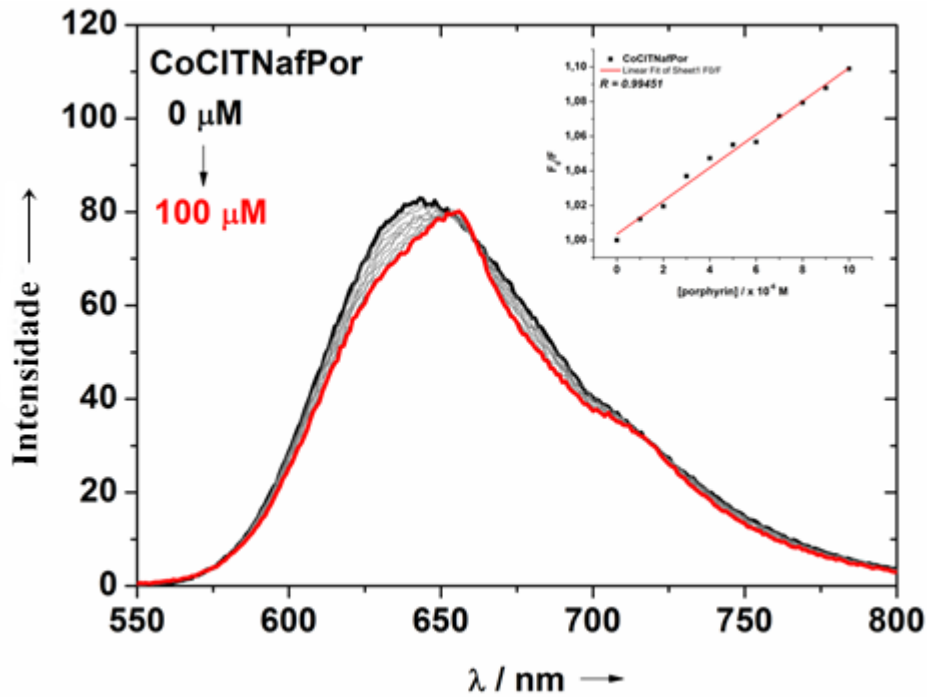 120
100
80
60
40
20
0
Intensidade
CoClTNafPor
0 μM
100 μM
550
600
650
700
750
800
λ / nm
1,10
1,08
1,06
1,04
1,02
1,00
F₀/F
CoClTNafPor
Linear Fit of Sheet1 F0/F
R = 0.99451
0
2
4
6
8
10
[porphyrin] / x 10⁻⁶ M